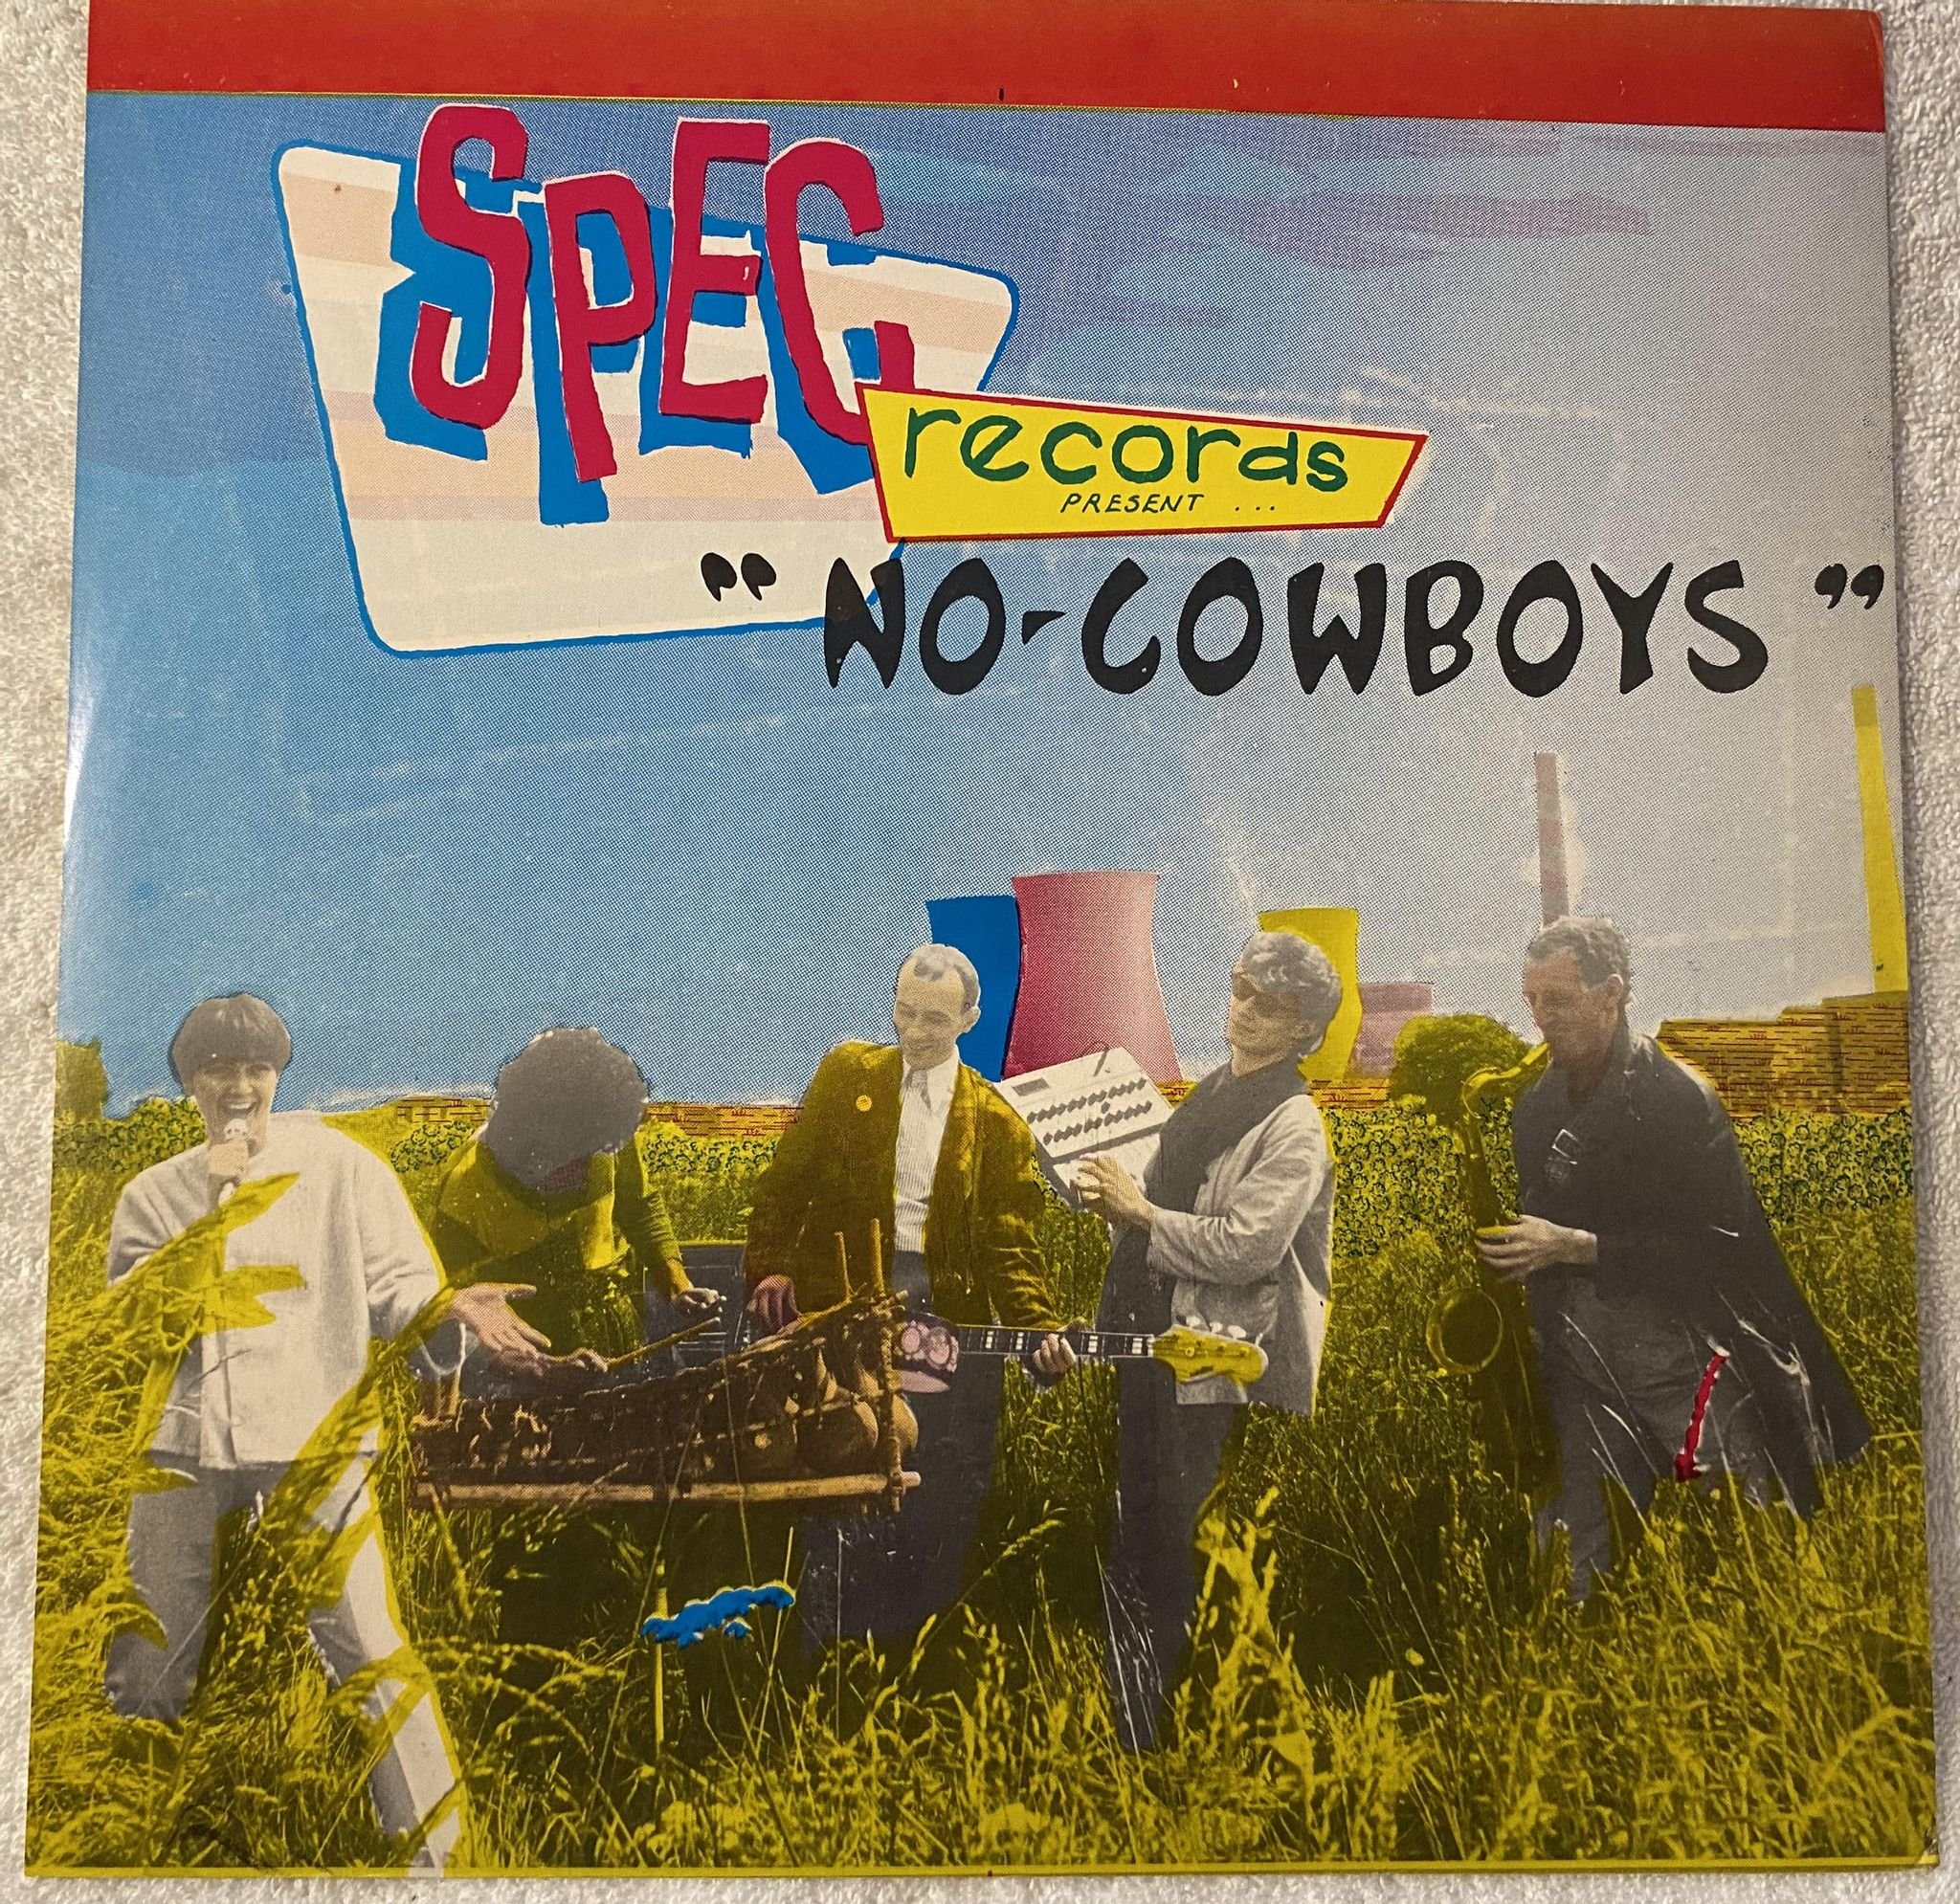 SPEC
records
PRESENT ...
"NO-COWBOYS"